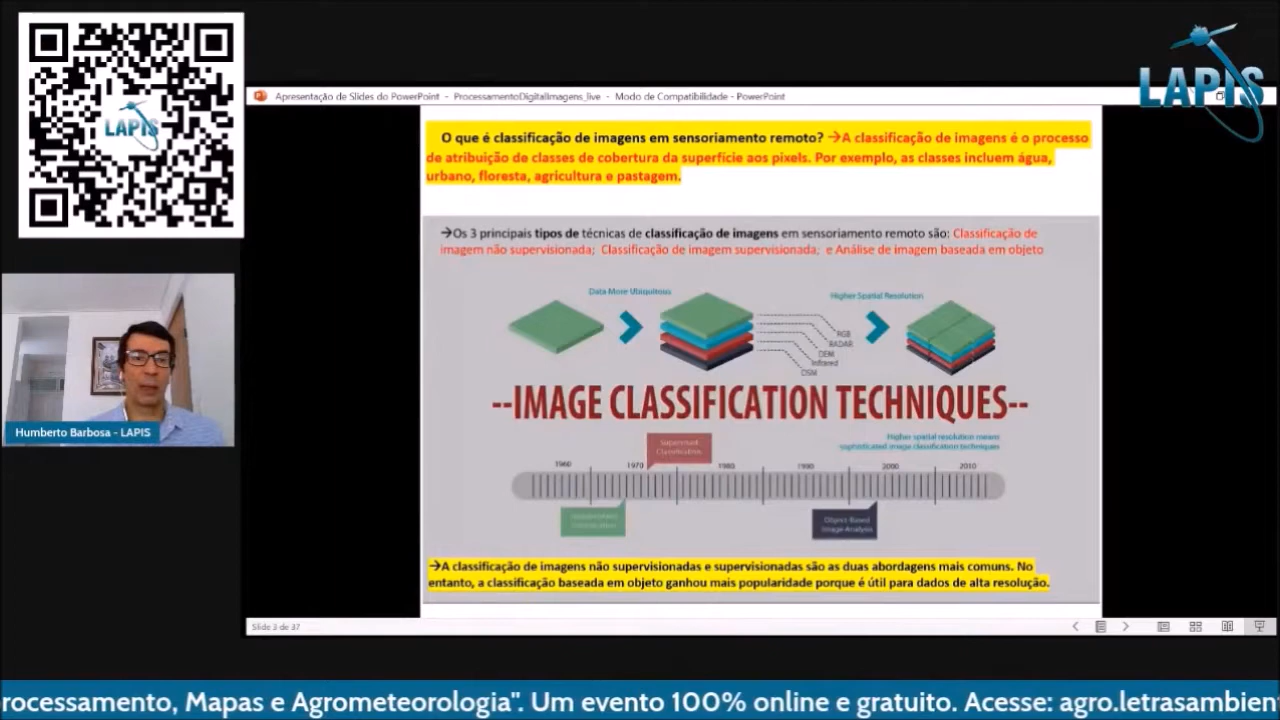 LAPIS
LAPIS
Apresentação de Slides do PowerPoint - ProcessamentoDigitalImagens_live - Modo de Compatibilidade - PowerPoint
O que é classificação de imagens em sensoriamento remoto? →A classificação de imagens é o processo
de atribuição de classes de cobertura da superfície aos pixels. Por exemplo, as classes incluem água,
urbano, floresta, agricultura e pastagem.
→Os 3 principais tipos de técnicas de classificação de imagens em sensoriamento remoto são: Classificação de
imagem não supervisionada; Classificação de imagem supervisionada; e Análise de imagem baseada em objeto
Data More Ubiquitous
Higher Spatial Resolution
RGB
RADAR
DEM
Infrared
DSM
--IMAGE CLASSIFICATION TECHNIQUES--
Higher spatial resolution means
sophisticated image classification techniques
Supervised
Classification
1960 1970 1980 1990 2000 2010
Unsupervised
Classification
Object-Based
Image Analysis
→A classificação de imagens não supervisionadas e supervisionadas são as duas abordagens mais comuns. No
entanto, a classificação baseada em objeto ganhou mais popularidade porque é útil para dados de alta resolução.
Humberto Barbosa - LAPIS
Slide 3 de 37
rocessamento, Mapas e Agrometeorologia". Um evento 100% online e gratuito. Acesse: agro.letrasambien